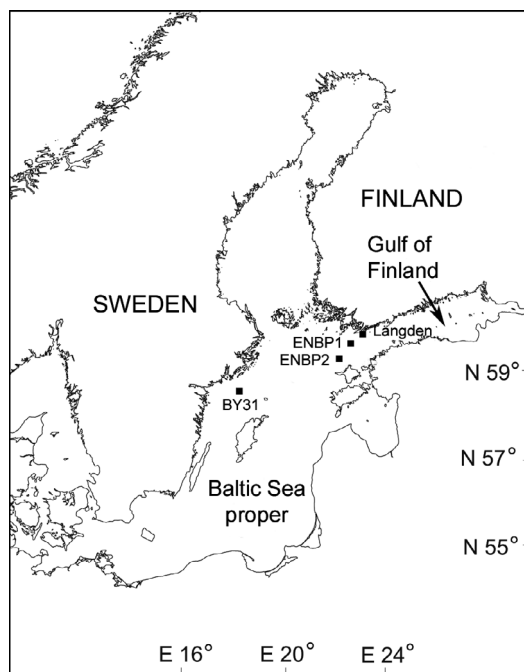 FINLAND
Gulf of
Finland
SWEDEN
Längden
ENBP1
ENBP2
N 59°
BY31
N 57°
Baltic Sea
proper
N 55°
E 16° E 20° E 24°